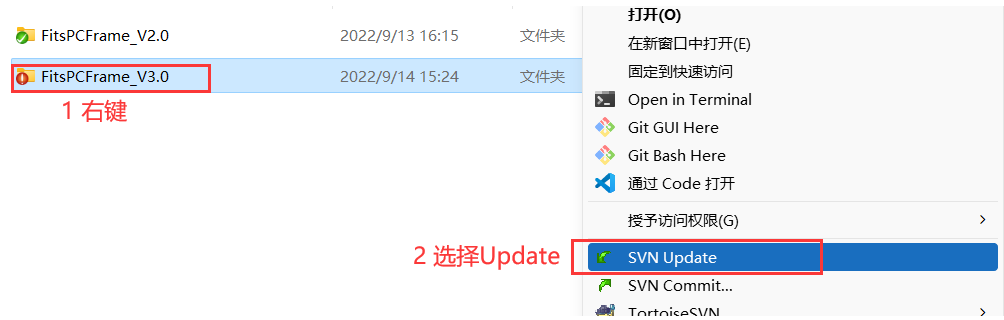 FitsPCFrame_V2.0 2022/9/13 16:15 文件夹
FitsPCFrame_V3.0 2022/9/14 15:24 文件夹
1 右键
打开(O)
在新窗口中打开(E)
固定到快速访问
Open in Terminal
Git GUI Here
Git Bash Here
通过 Code 打开
授予访问权限(G)
2 选择Update
SVN Update
SVN Commit...
TortoiseSVN